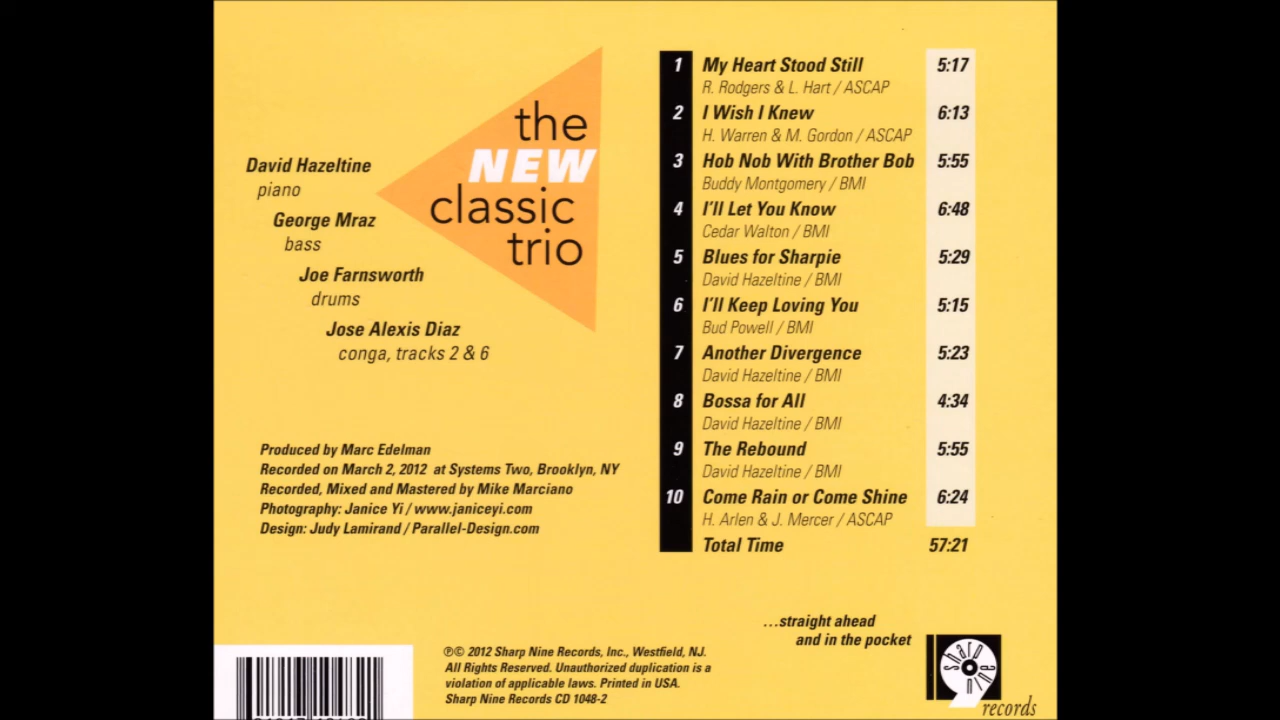 the
NEW
classic
trio
David Hazeltine
piano
George Mraz
bass
Joe Farnsworth
drums
Jose Alexis Diaz
conga, tracks 2 & 6
Produced by Marc Edelman
Recorded on March 2, 2012 at Systems Two, Brooklyn, NY
Recorded, Mixed and Mastered by Mike Marciano
Photography: Janice Yi / www.janiceyi.com
Design: Judy Lamirand / Parallel-Design.com
1 My Heart Stood Still 5:17
R. Rodgers & L. Hart / ASCAP
2 I Wish I Knew 6:13
H. Warren & M. Gordon / ASCAP
3 Hob Nob With Brother Bob 5:55
Buddy Montgomery / BMI
4 I'll Let You Know 6:48
Cedar Walton / BMI
5 Blues for Sharpie 5:29
David Hazeltine / BMI
6 I'll Keep Loving You 5:15
Bud Powell / BMI
7 Another Divergence 5:23
David Hazeltine / BMI
8 Bossa for All 4:34
David Hazeltine / BMI
9 The Rebound 5:55
David Hazeltine / BMI
10 Come Rain or Come Shine 6:24
H. Arlen & J. Mercer / ASCAP
Total Time 57:21
...straight ahead
and in the pocket
℗© 2012 Sharp Nine Records, Inc., Westfield, NJ.
All Rights Reserved. Unauthorized duplication is a
violation of applicable laws. Printed in USA.
Sharp Nine Records CD 1048-2
sharp nine
records